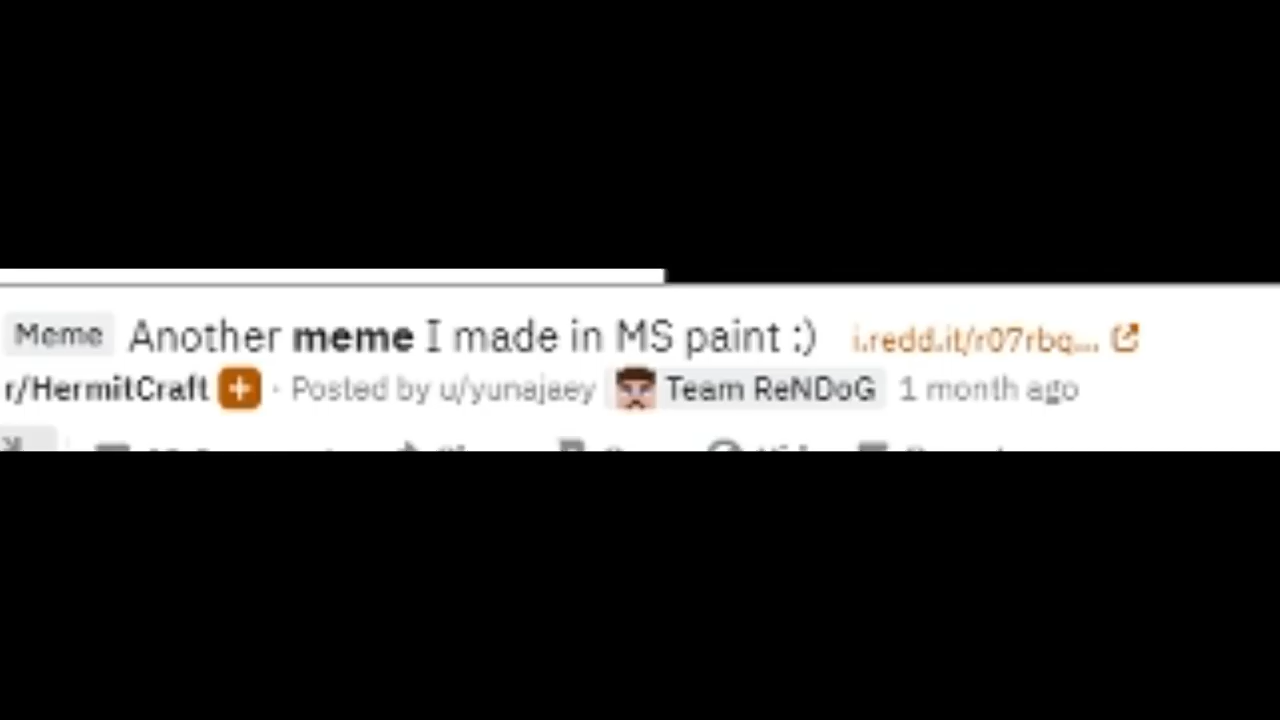 Meme Another meme I made in MS paint :) i.redd.it/r07rbq...
r/HermitCraft + · Posted by u/yunajaey Team ReNDoG 1 month ago